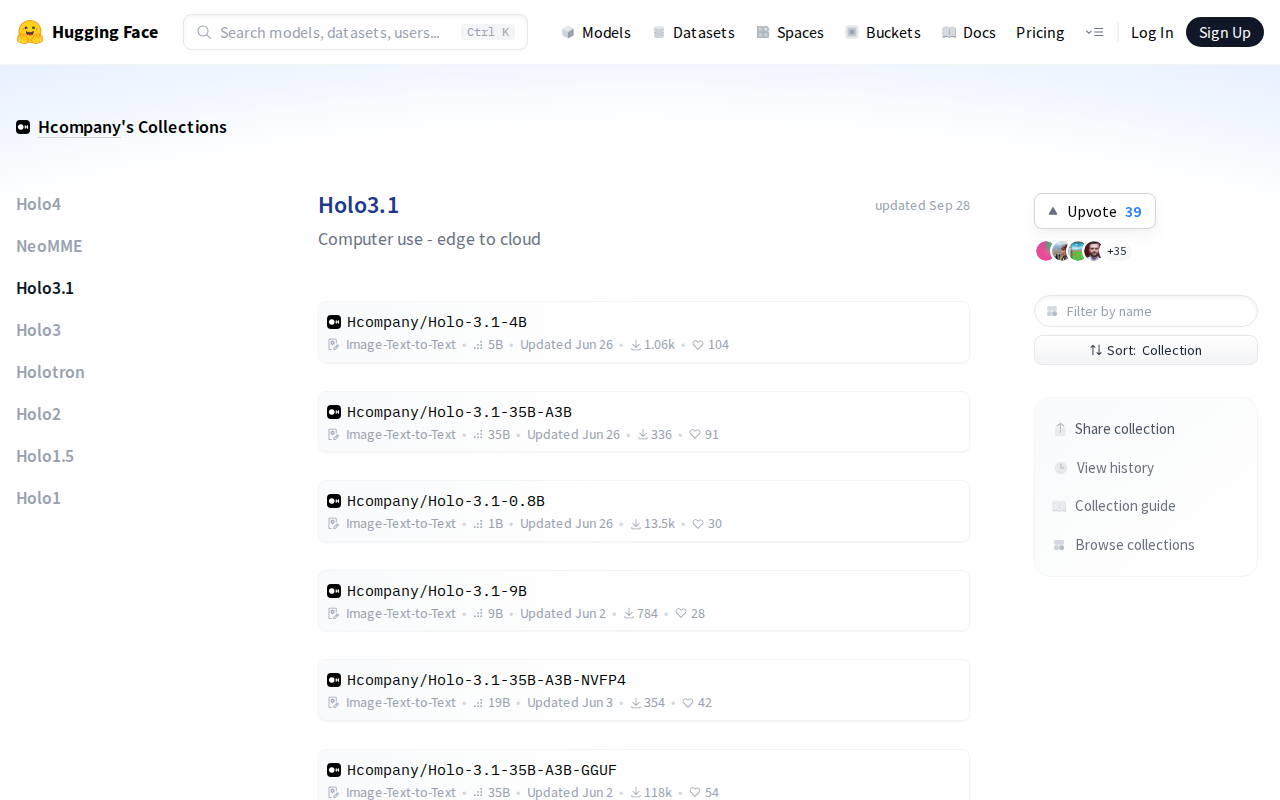 Hugging Face
Search models, datasets, users...
Ctrl K
Models
Datasets
Spaces
Buckets
Docs
Pricing
Log In
Sign Up
Hcompany's Collections
Holo4
NeoMME
Holo3.1
Holo3
Holotron
Holo2
Holo1.5
Holo1
Holo3.1
updated Sep 28
Computer use - edge to cloud
Hcompany/Holo-3.1-4B
Image-Text-to-Text • 5B • Updated Jun 26 • 1.06k • 104
Hcompany/Holo-3.1-35B-A3B
Image-Text-to-Text • 35B • Updated Jun 26 • 336 • 91
Hcompany/Holo-3.1-0.8B
Image-Text-to-Text • 1B • Updated Jun 26 • 13.5k • 30
Hcompany/Holo-3.1-9B
Image-Text-to-Text • 9B • Updated Jun 2 • 784 • 28
Hcompany/Holo-3.1-35B-A3B-NVFP4
Image-Text-to-Text • 19B • Updated Jun 3 • 354 • 42
Hcompany/Holo-3.1-35B-A3B-GGUF
Image-Text-to-Text • 35B • Updated Jun 2 • 118k • 54
Upvote 39
+35
Filter by name
Sort: Collection
Share collection
View history
Collection guide
Browse collections